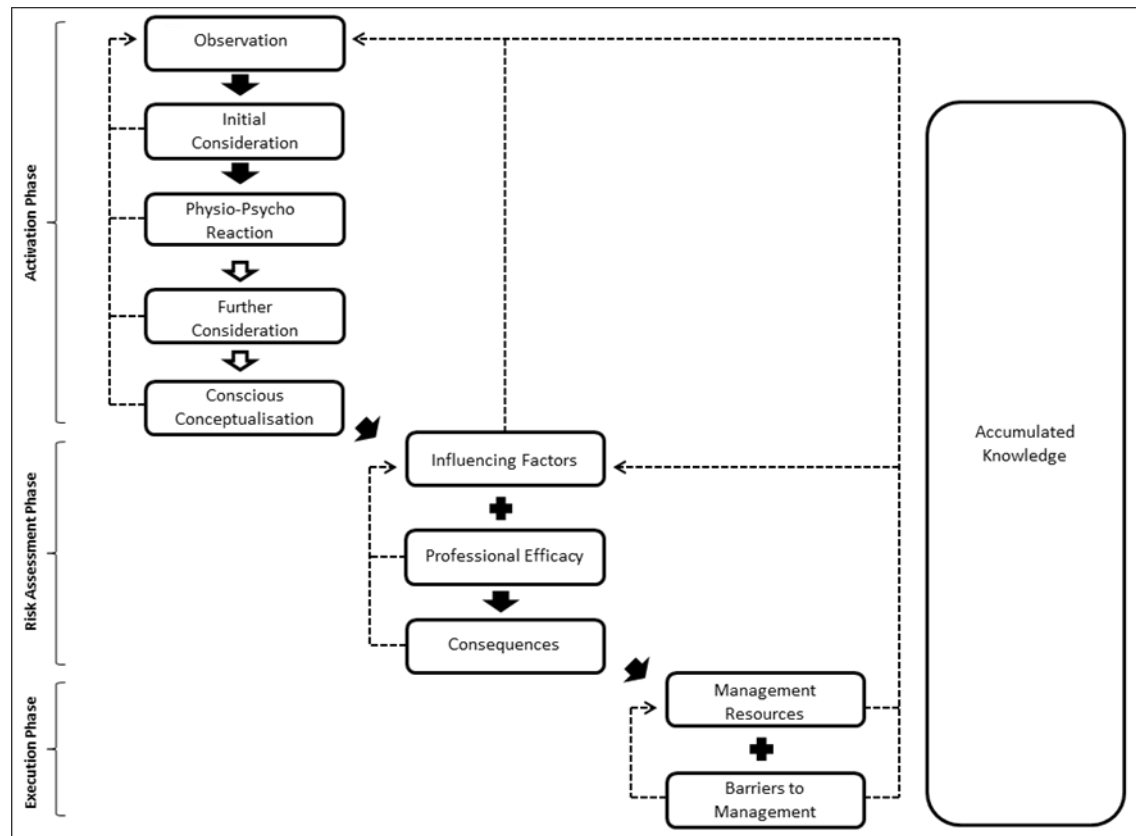 Activation Phase
Observation
Initial
Consideration
Physio-Psycho
Reaction
Further
Consideration
Conscious
Conceptualisation
Risk Assessment Phase
Influencing Factors
Professional Efficacy
Consequences
Execution Phase
Management
Resources
Barriers to
Management
Accumulated
Knowledge